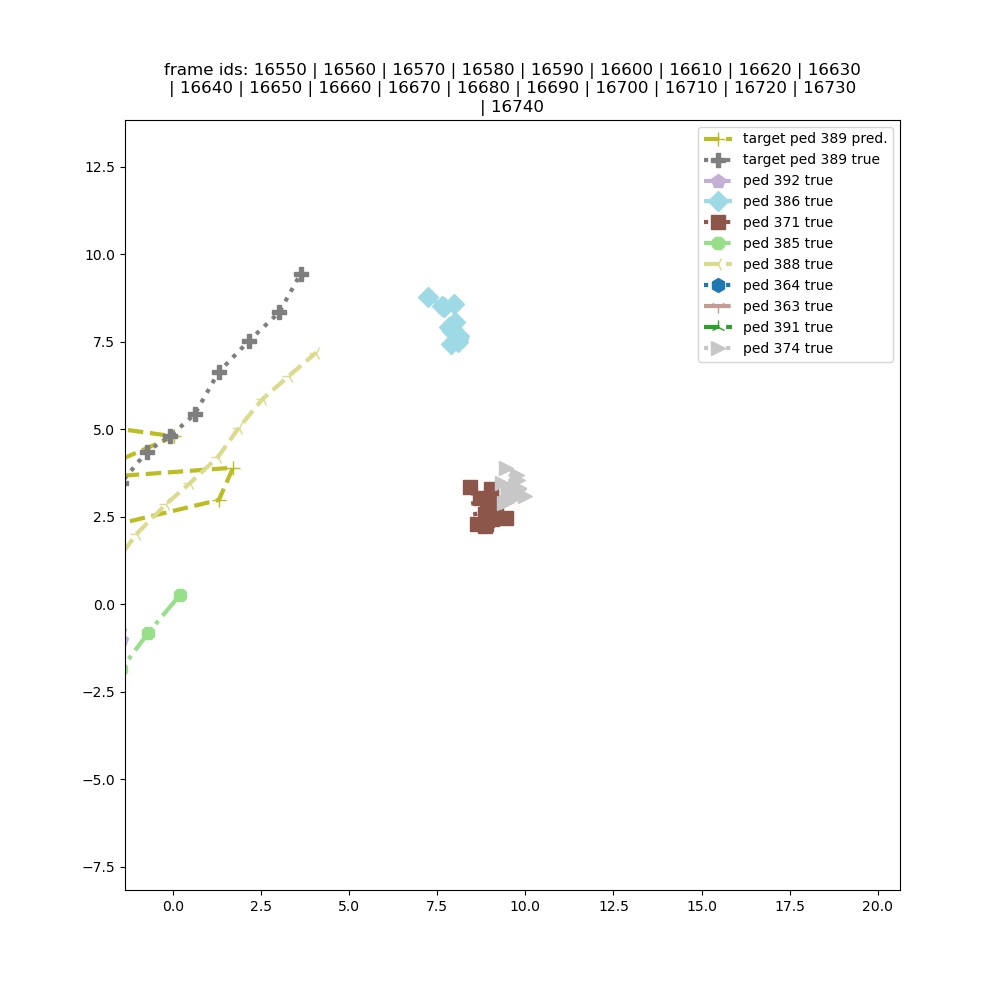 frame ids: 16550 | 16560 | 16570 | 16580 | 16590 | 16600 | 16610 | 16620 | 16630
| 16640 | 16650 | 16660 | 16670 | 16680 | 16690 | 16700 | 16710 | 16720 | 16730
| 16740
target ped 389 pred.
target ped 389 true
ped 392 true
ped 386 true
ped 371 true
ped 385 true
ped 388 true
ped 364 true
ped 363 true
ped 391 true
ped 374 true
12.5
10.0
7.5
5.0
2.5
0.0
−2.5
−5.0
−7.5
0.0 2.5 5.0 7.5 10.0 12.5 15.0 17.5 20.0